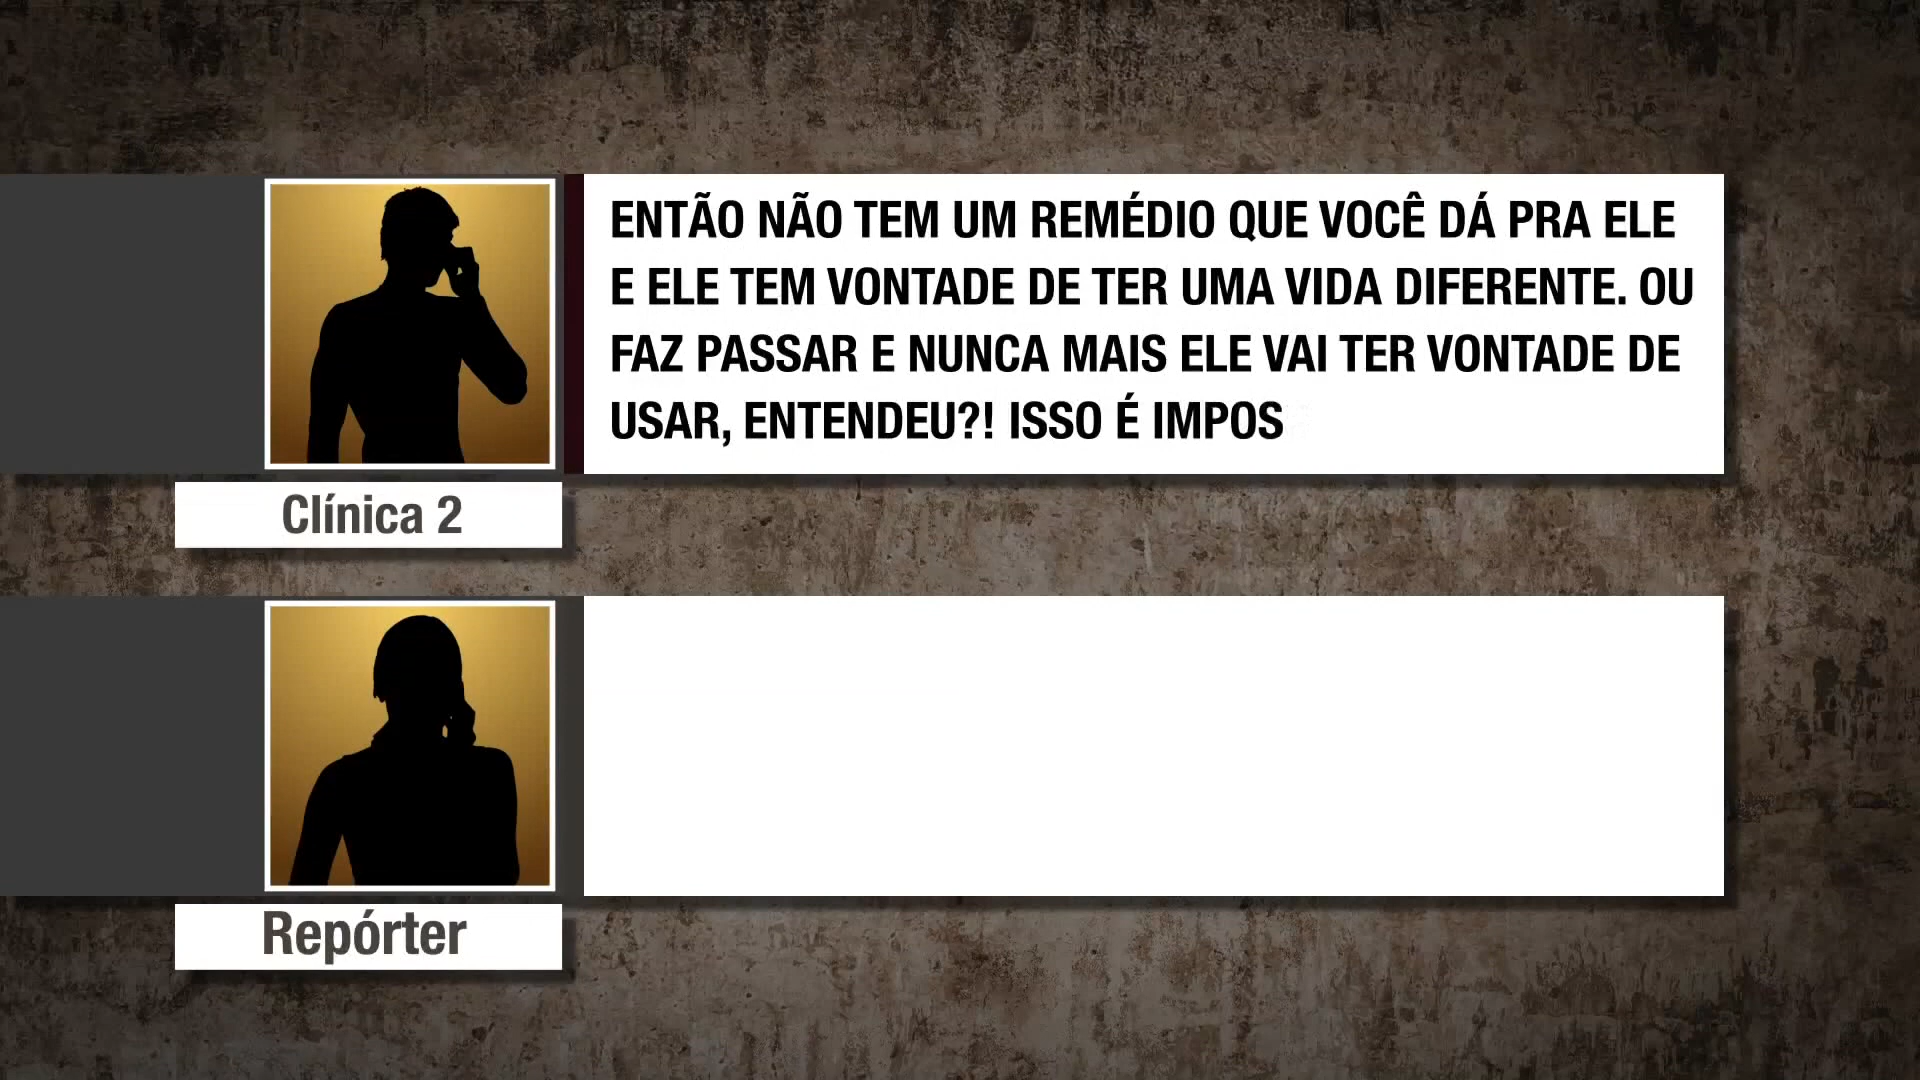 ENTÃO NÃO TEM UM REMÉDIO QUE VOCÊ DÁ PRA ELE
E ELE TEM VONTADE DE TER UMA VIDA DIFERENTE. OU
FAZ PASSAR E NUNCA MAIS ELE VAI TER VONTADE DE
USAR, ENTENDEU?! ISSO É IMPOS
Clínica 2
Repórter